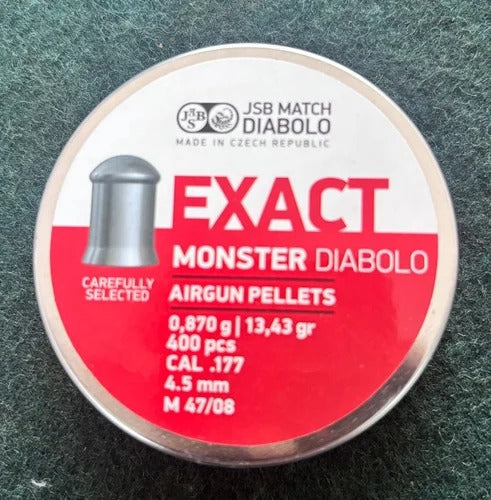 JSB
JSB MATCH
DIABOLO
MADE IN CZECH REPUBLIC
EXACT
MONSTER DIABOLO
CAREFULLY
SELECTED
AIRGUN PELLETS
0,870 g | 13,43 gr
400 pcs
CAL .177
4.5 mm
M 47/08